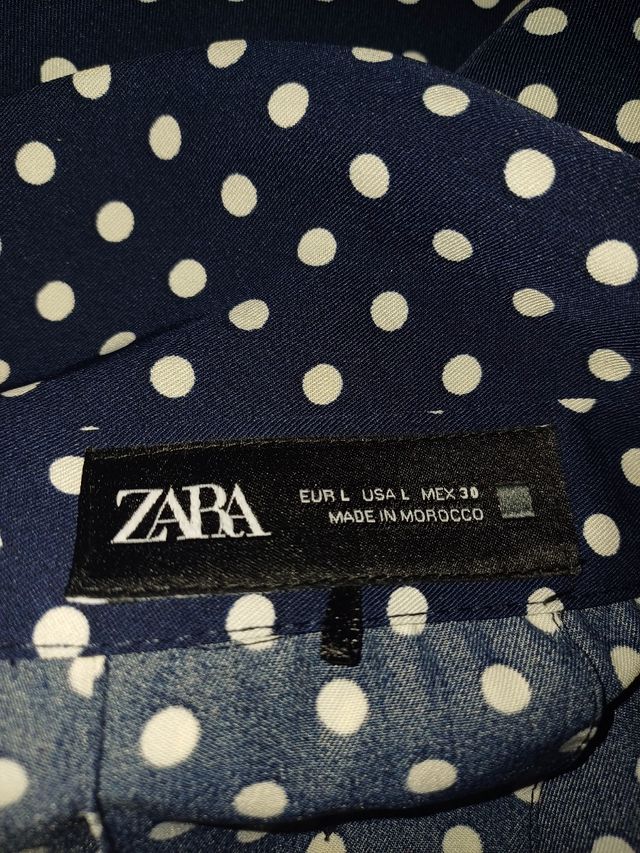 ZARA
EUR L USA L MEX 30
MADE IN MOROCCO